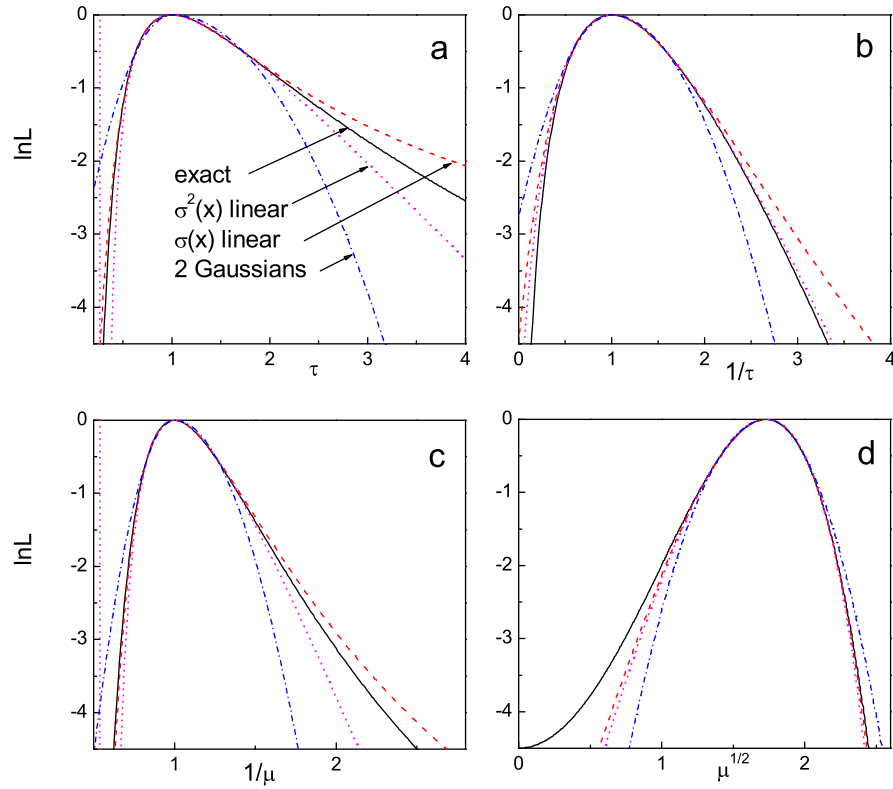 a
lnL
0
-1
-2
-3
-4
exact
σ²(x) linear
σ(x) linear
2 Gaussians
1 2 3 4
τ
b
0
-1
-2
-3
-4
0 1 2 3 4
1/τ
c
lnL
0
-1
-2
-3
-4
1 2
1/μ
d
0
-1
-2
-3
-4
0 1 2
μ^1/2